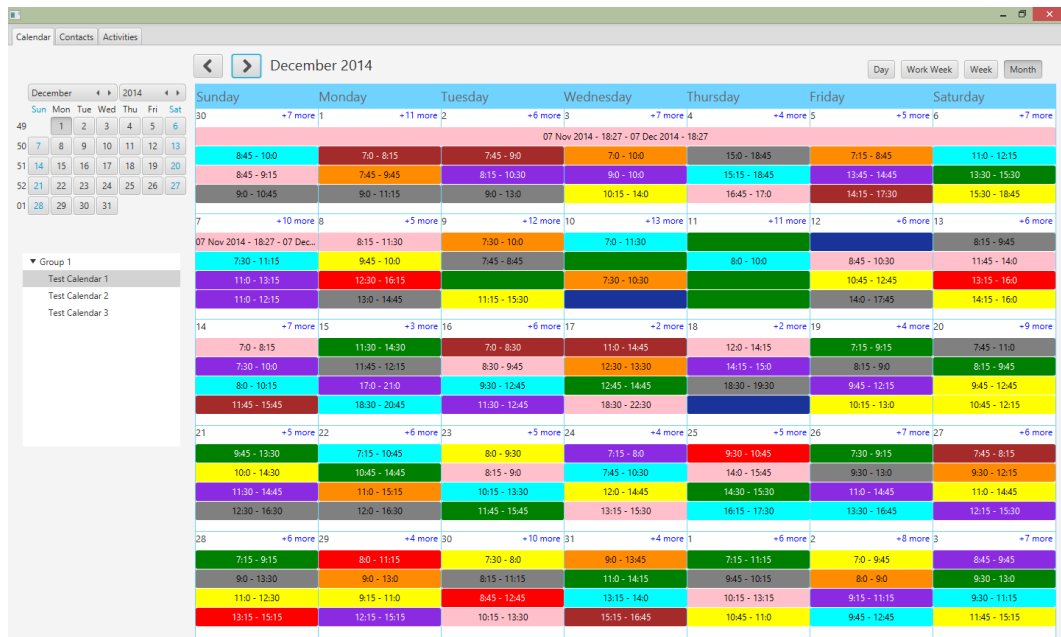 Calendar Contacts Activities
December 2014
Day Work Week Week Month
December 2014
Sun Mon Tue Wed Thu Fri Sat
49 1 2 3 4 5 6
50 7 8 9 10 11 12 13
51 14 15 16 17 18 19 20
52 21 22 23 24 25 26 27
01 28 29 30 31
Group 1
Test Calendar 1
Test Calendar 2
Test Calendar 3
Sunday Monday Tuesday Wednesday Thursday Friday Saturday
30 +7 more 1 +11 more 2 +6 more 3 +7 more 4 +4 more 5 +5 more 6 +7 more
07 Nov 2014 - 18:27 - 07 Dec 2014 - 18:27
8:45 - 10:0 7:0 - 8:15 7:45 - 9:0 7:0 - 10:0 15:0 - 18:45 7:15 - 8:45 11:0 - 12:15
8:45 - 9:15 7:45 - 9:45 8:15 - 10:30 9:0 - 10:0 15:15 - 18:45 13:45 - 14:45 13:30 - 15:30
9:0 - 10:45 9:0 - 11:15 9:0 - 13:0 10:15 - 14:0 16:45 - 17:0 14:15 - 17:30 15:30 - 18:45
7 +10 more 8 +5 more 9 +12 more 10 +13 more 11 +11 more 12 +6 more 13 +6 more
07 Nov 2014 - 18:27 - 07 Dec... 8:15 - 11:30 7:30 - 10:0 7:0 - 11:30 8:15 - 9:45
7:30 - 11:15 9:45 - 10:0 7:45 - 8:45 8:0 - 10:0 8:45 - 10:30 11:45 - 14:0
11:0 - 13:15 12:30 - 16:15 7:30 - 10:30 10:45 - 12:45 13:15 - 16:0
11:0 - 12:15 13:0 - 14:45 11:15 - 15:30 14:0 - 17:45 14:15 - 16:0
14 +7 more 15 +3 more 16 +6 more 17 +2 more 18 +2 more 19 +4 more 20 +9 more
7:0 - 8:15 11:30 - 14:30 7:0 - 8:30 11:0 - 14:45 12:0 - 14:15 7:15 - 9:15 7:45 - 11:0
7:30 - 10:0 11:45 - 12:15 8:30 - 9:45 12:30 - 13:30 14:15 - 15:0 8:15 - 9:0 8:15 - 9:45
8:0 - 10:15 17:0 - 21:0 9:30 - 12:45 12:45 - 14:45 18:30 - 19:30 9:45 - 12:15 9:45 - 12:45
11:45 - 15:45 18:30 - 20:45 11:30 - 12:45 18:30 - 22:30 10:15 - 13:0 10:45 - 12:15
21 +5 more 22 +6 more 23 +5 more 24 +4 more 25 +5 more 26 +7 more 27 +6 more
9:45 - 13:30 7:15 - 10:45 8:0 - 9:30 7:15 - 8:0 9:30 - 10:45 7:30 - 9:15 7:45 - 8:15
10:0 - 14:30 10:45 - 14:45 8:15 - 9:0 7:45 - 10:30 14:0 - 15:45 9:30 - 13:0 9:30 - 12:15
11:30 - 14:45 11:0 - 15:15 10:15 - 13:30 12:0 - 14:45 14:30 - 15:30 11:0 - 14:45 11:0 - 14:45
12:30 - 16:30 12:0 - 16:30 11:45 - 15:45 13:15 - 15:30 16:15 - 17:30 13:30 - 16:45 12:15 - 15:30
28 +6 more 29 +4 more 30 +10 more 31 +4 more 1 +6 more 2 +8 more 3 +7 more
7:15 - 9:15 8:0 - 11:15 7:30 - 8:0 9:0 - 13:45 7:15 - 11:15 7:0 - 9:45 8:45 - 9:45
9:0 - 13:30 9:0 - 13:0 8:15 - 11:15 11:0 - 14:15 9:45 - 10:15 8:0 - 9:0 9:30 - 13:0
11:0 - 12:30 9:15 - 11:0 8:45 - 12:45 13:15 - 14:0 10:15 - 13:15 9:15 - 11:15 9:30 - 11:15
13:15 - 15:15 12:15 - 15:15 10:15 - 13:30 15:15 - 16:45 10:45 - 11:0 9:45 - 12:45 11:45 - 15:15